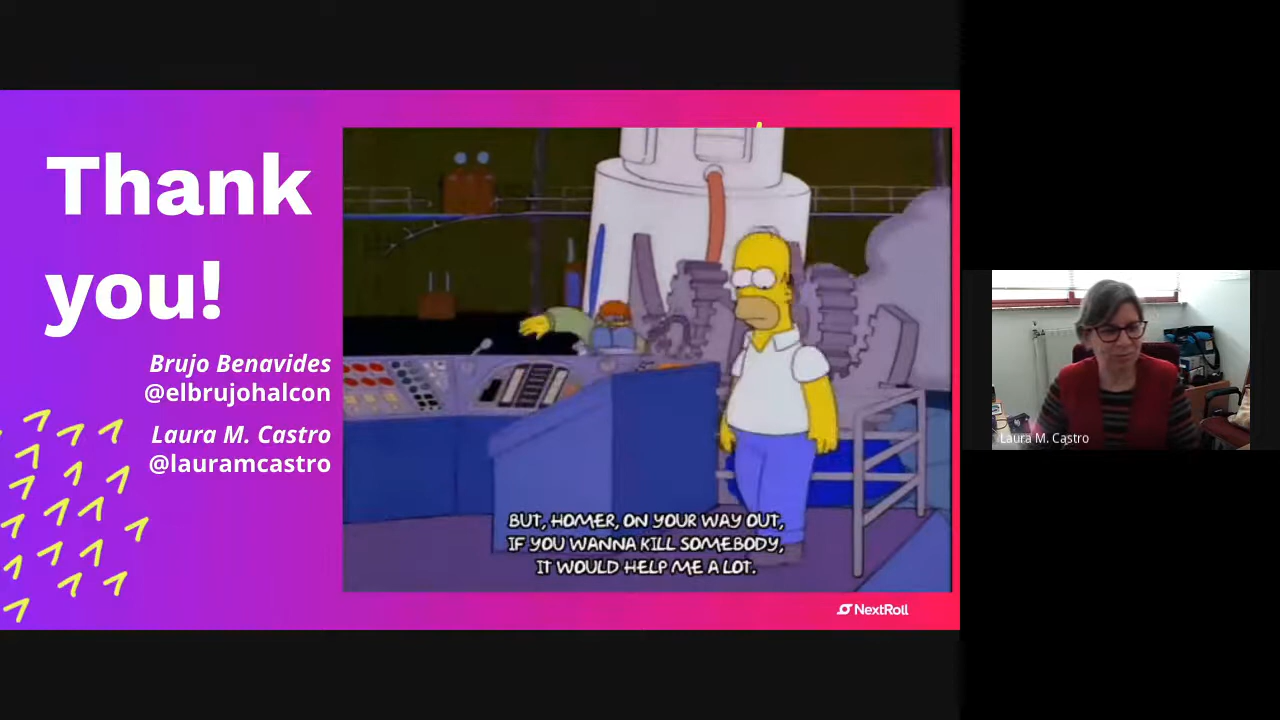 Thank
you!
Brujo Benavides
@elbrujohalcon
Laura M. Castro
@lauramcastro
BUT, HOMER, ON YOUR WAY OUT,
IF YOU WANNA KILL SOMEBODY,
IT WOULD HELP ME A LOT.
NextRoll
Laura M. Castro